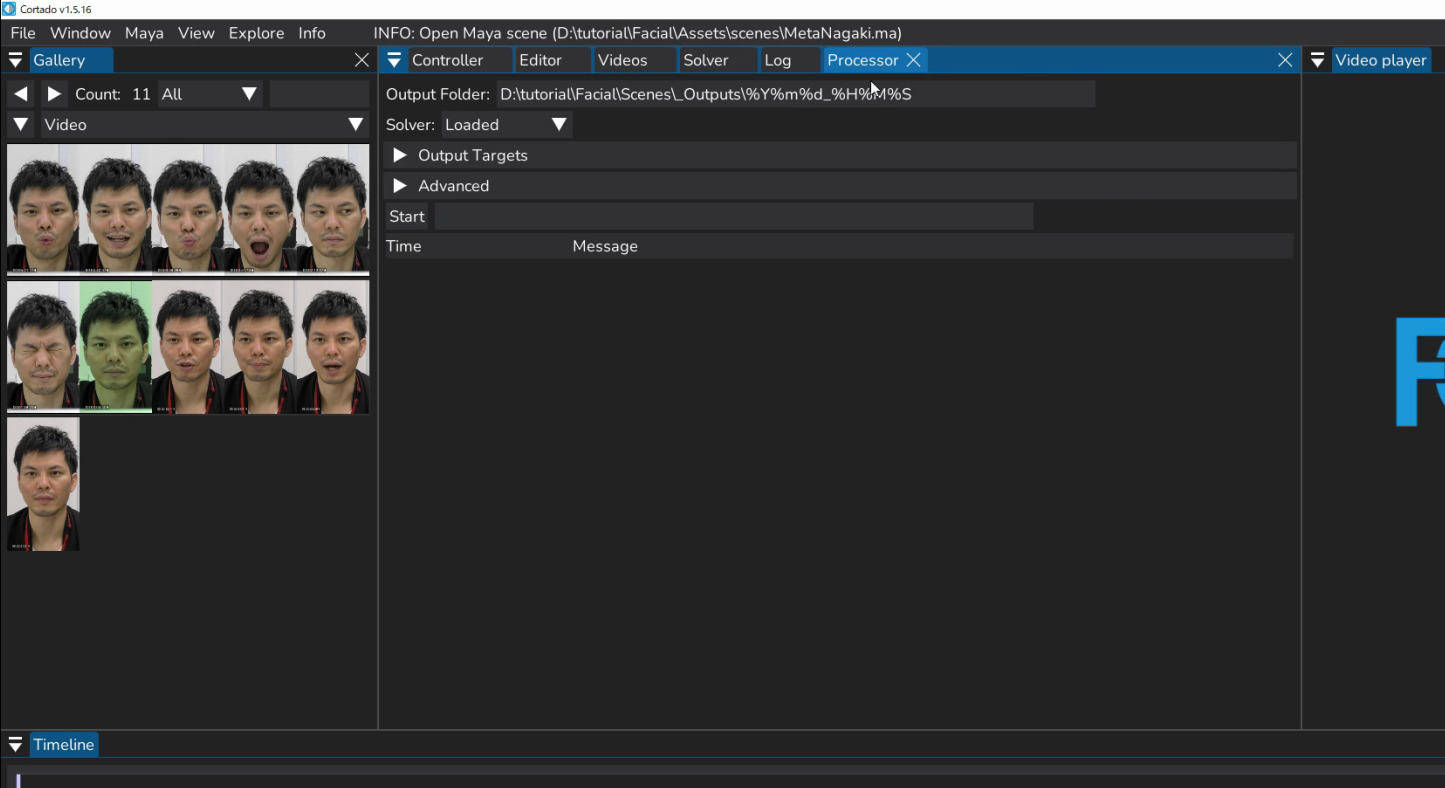 Cortado v1.5.16
File Window Maya View Explore Info INFO: Open Maya scene (D:\tutorial\Facial\Assets\scenes\MetaNagaki.ma)
Gallery
Controller Editor Videos Solver Log Processor
Video player
Count: 11 All
Output Folder: D:\tutorial\Facial\Scenes\_Outputs\%Y%m%d_%H%M%S
Video
Solver: Loaded
Output Targets
Advanced
Start
Time Message
Timeline